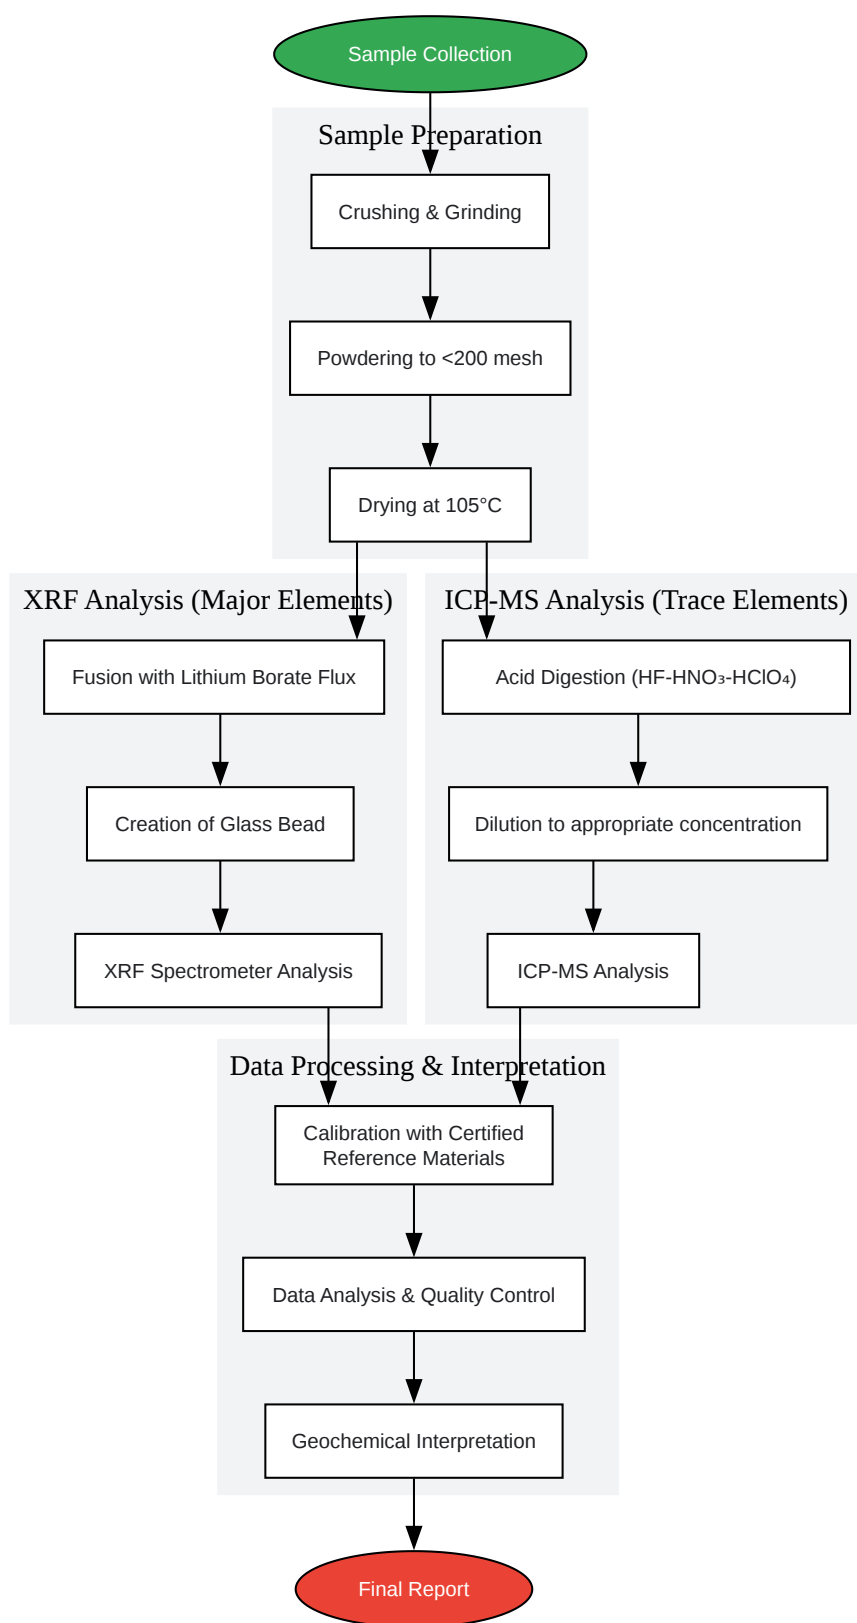 Sample Collection
Sample Preparation
Crushing & Grinding
Powdering to <200 mesh
Drying at 105°C
XRF Analysis (Major Elements)
Fusion with Lithium Borate Flux
Creation of Glass Bead
XRF Spectrometer Analysis
ICP-MS Analysis (Trace Elements)
Acid Digestion (HF-HNO₃-HClO₄)
Dilution to appropriate concentration
ICP-MS Analysis
Data Processing & Interpretation
Calibration with Certified
Reference Materials
Data Analysis & Quality Control
Geochemical Interpretation
Final Report